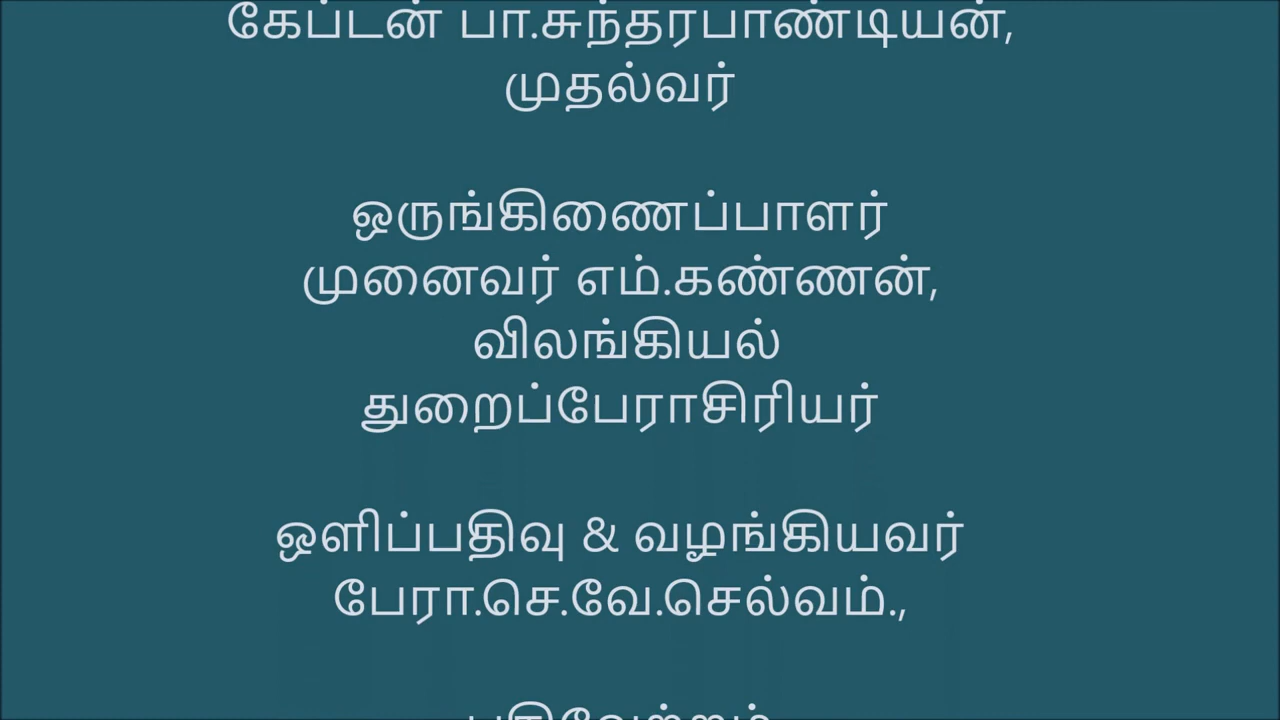 கேப்டன் பா.சுந்தரபாண்டியன்,
முதல்வர்
ஒருங்கிணைப்பாளர்
முனைவர் எம்.கண்ணன்,
விலங்கியல்
துறைப்பேராசிரியர்
ஒளிப்பதிவு & வழங்கியவர்
பேரா.செ.வே.செல்வம்.,